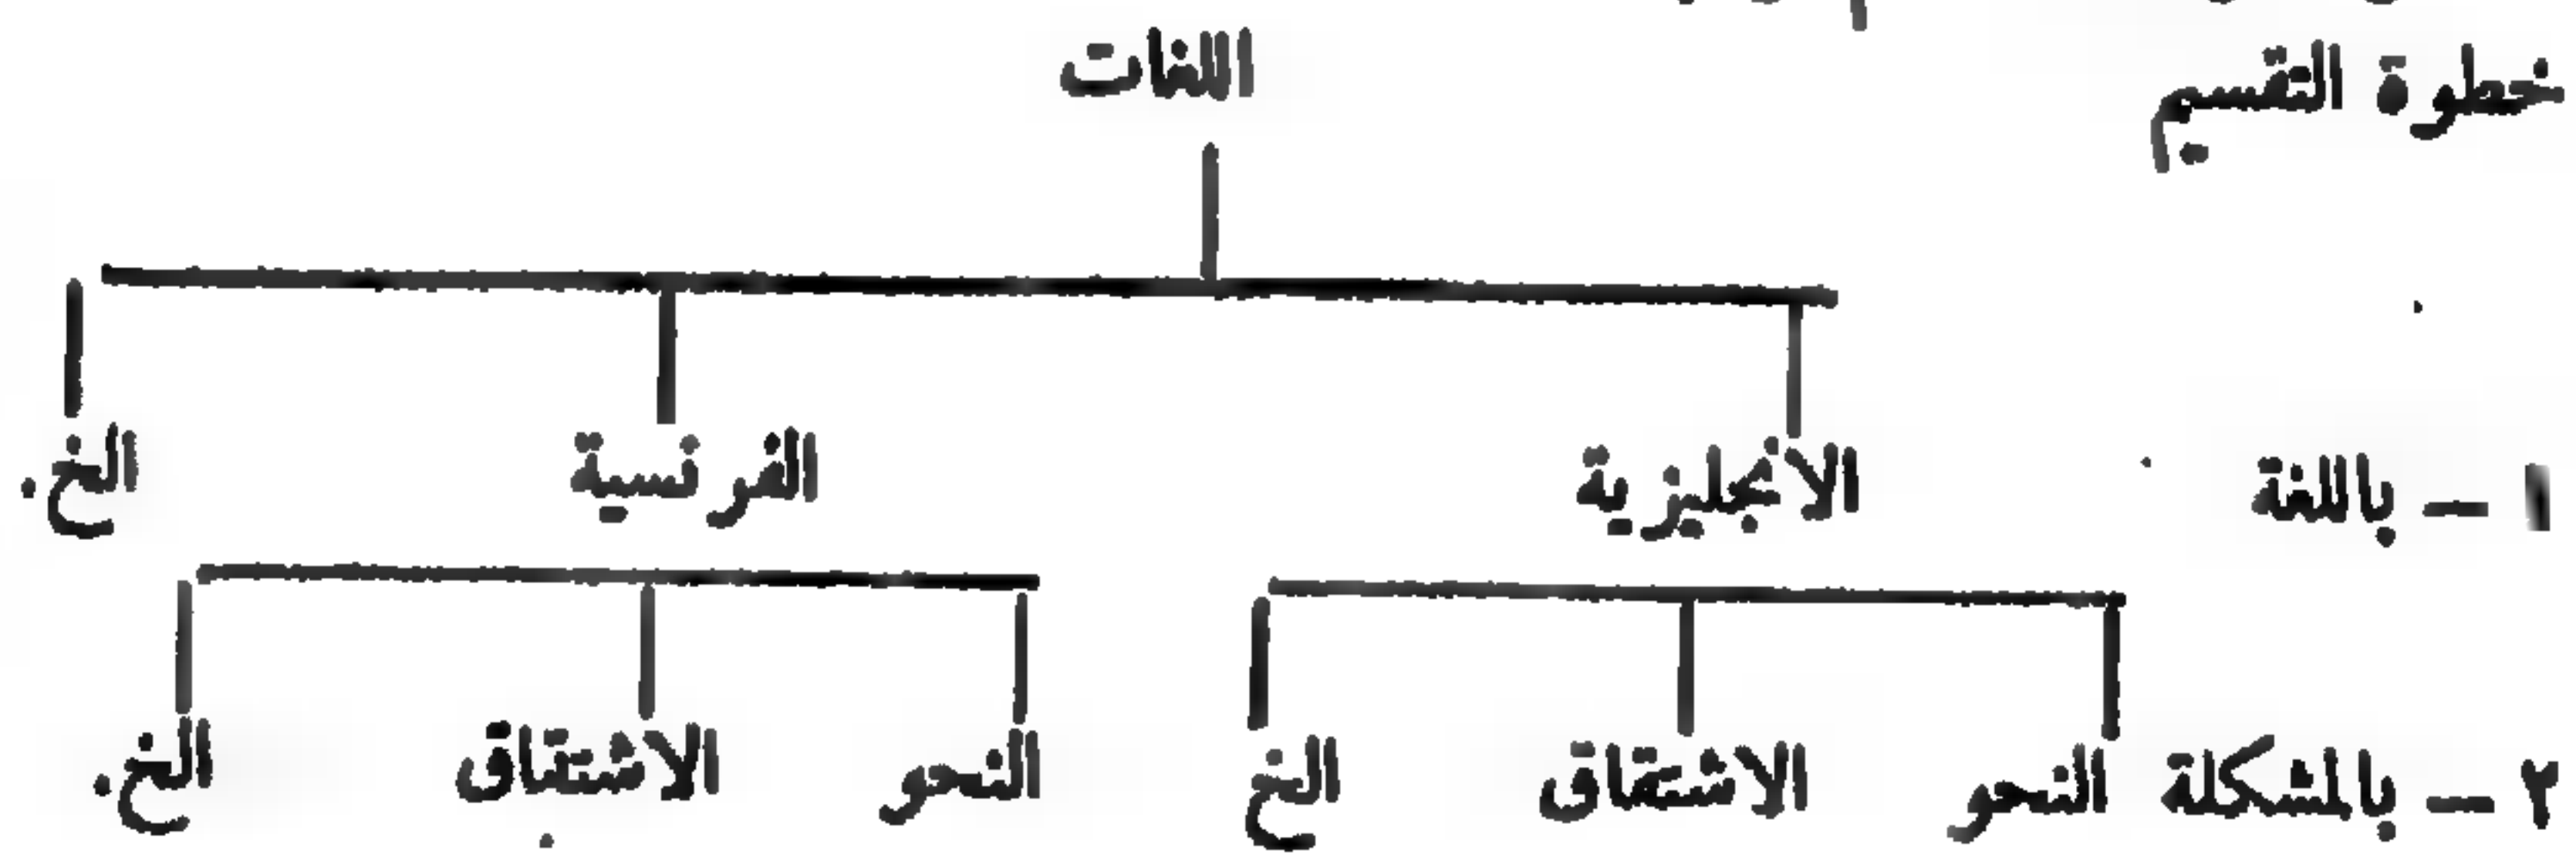 خطوة التقسيم اللغات
١ — باللغة الانجليزية الفرنسية الخ.
٢ — بالمشكلة النحو الاشتقاق الخ النحو الاشتقاق الخ.